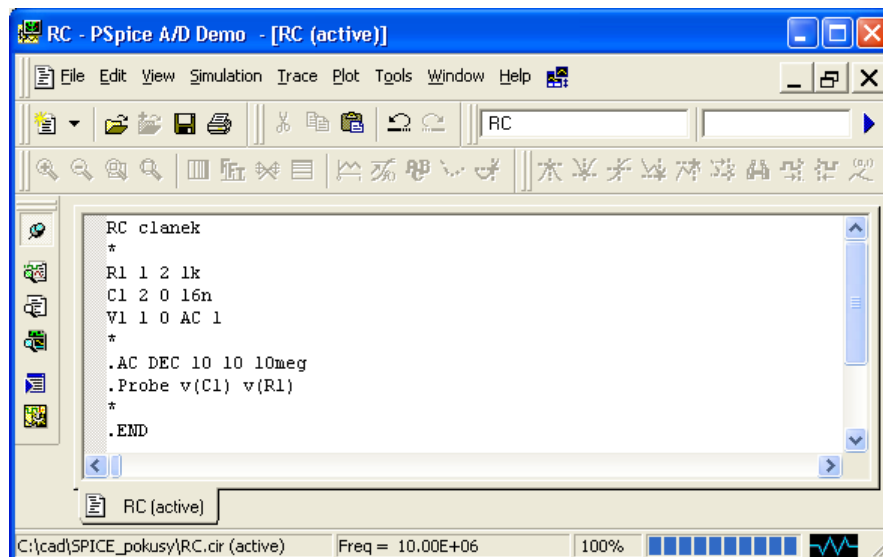 RC - PSpice A/D Demo - [RC (active)]
File Edit View Simulation Trace Plot Tools Window Help
RC
RC clanek
*
R1 1 2 1k
C1 2 0 16n
V1 1 0 AC 1
*
.AC DEC 10 10 10meg
.Probe v(C1) v(R1)
*
.END
RC (active)
C:\cad\SPICE_pokusy\RC.cir (active) Freq = 10.00E+06 100%